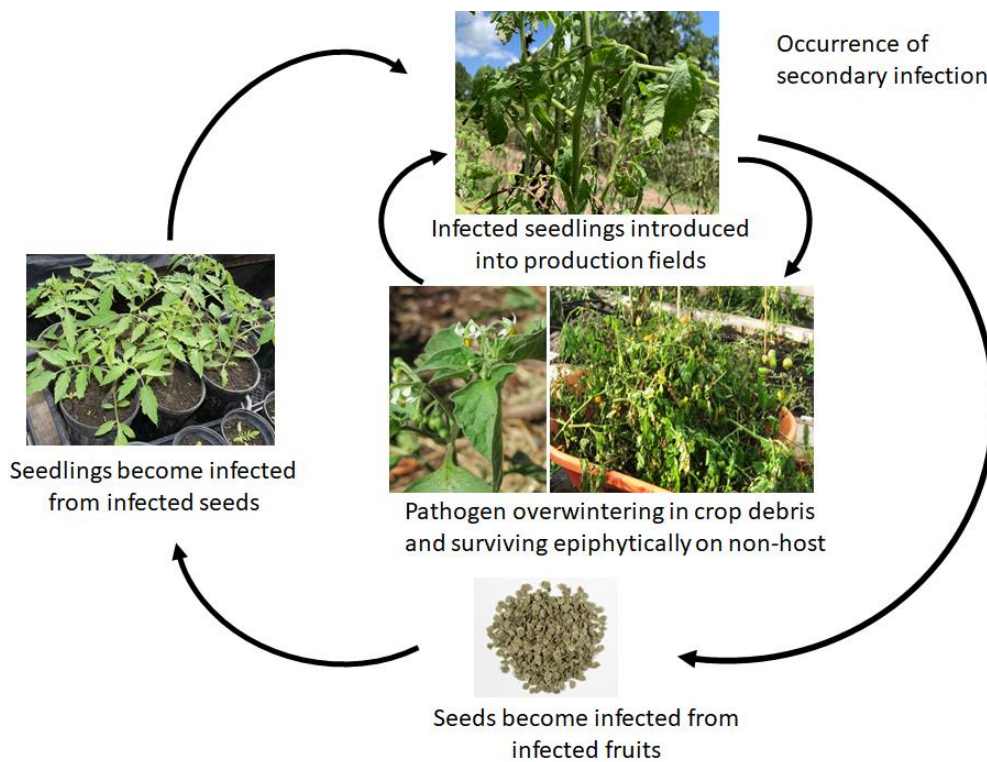 Occurrence of
secondary infection
Infected seedlings introduced
into production fields
Seedlings become infected
from infected seeds
Pathogen overwintering in crop debris
and surviving epiphytically on non-host
Seeds become infected from
infected fruits